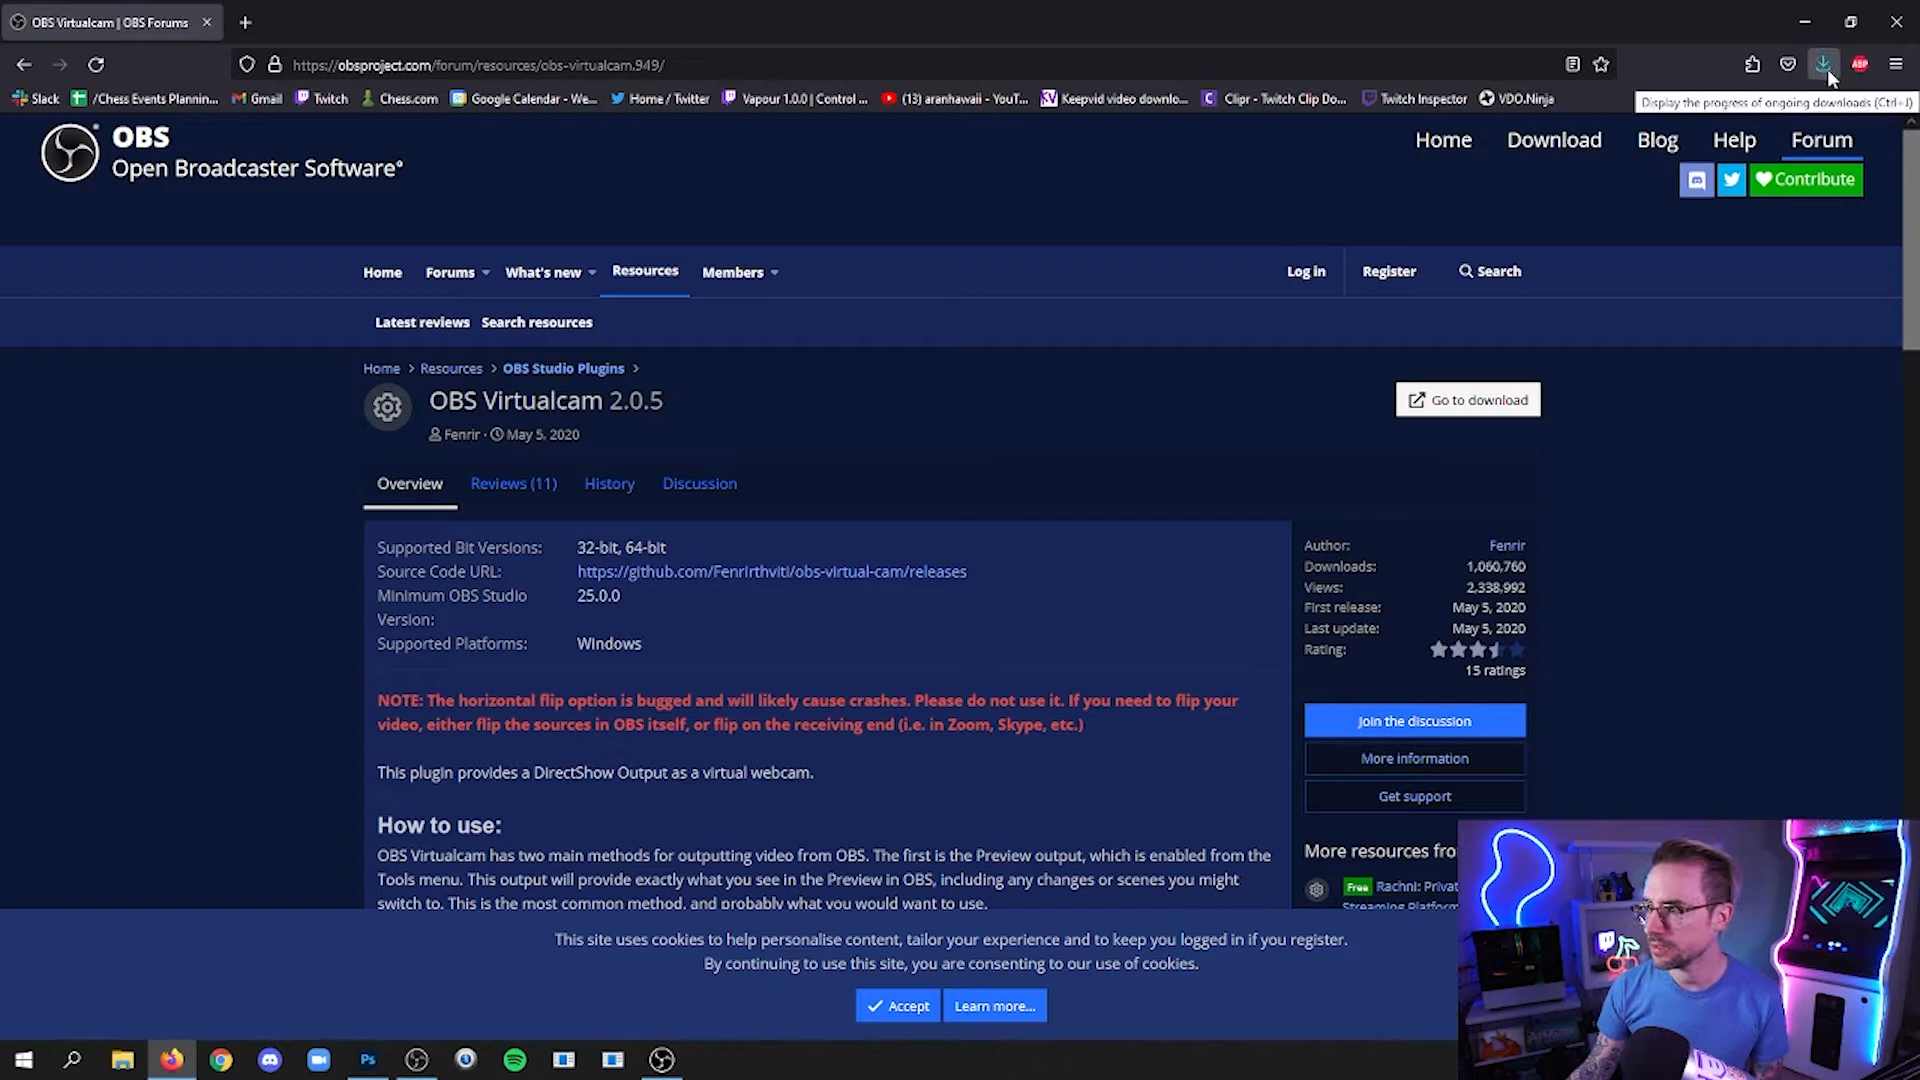 OBS Virtualcam | OBS Forums
https://obsproject.com/forum/resources/obs-virtualcam.949/
ABP
Slack
/Chess Events Plannin...
Gmail
Twitch
Chess.com
Google Calendar - We...
Home / Twitter
Vapour 1.0.0 | Control ...
(13) aranhawaii - YouT...
Keepvid video downlo...
Clipr - Twitch Clip Do...
Twitch Inspector
VDO.Ninja
Display the progress of ongoing downloads (Ctrl+J)
OBS
Open Broadcaster Software
Home
Download
Blog
Help
Forum
Contribute
Home
Forums
What's new
Resources
Members
Log in
Register
Search
Latest reviews
Search resources
Home > Resources > OBS Studio Plugins >
OBS Virtualcam 2.0.5
Go to download
Fenrir · May 5, 2020
Overview
Reviews (11)
History
Discussion
Supported Bit Versions: 32-bit, 64-bit
Source Code URL: https://github.com/Fenrirthviti/obs-virtual-cam/releases
Minimum OBS Studio 25.0.0
Version:
Supported Platforms: Windows
Author: Fenrir
Downloads: 1,060,760
Views: 2,338,992
First release: May 5, 2020
Last update: May 5, 2020
Rating:
15 ratings
NOTE: The horizontal flip option is bugged and will likely cause crashes. Please do not use it. If you need to flip your
video, either flip the sources in OBS itself, or flip on the receiving end (i.e. in Zoom, Skype, etc.)
This plugin provides a DirectShow Output as a virtual webcam.
How to use:
OBS Virtualcam has two main methods for outputting video from OBS. The first is the Preview output, which is enabled from the
Tools menu. This output will provide exactly what you see in the Preview in OBS, including any changes or scenes you might
switch to. This is the most common method, and probably what you would want to use.
Join the discussion
More information
Get support
More resources fro
Free Rachni: Privat
Streaming Platform
This site uses cookies to help personalise content, tailor your experience and to keep you logged in if you register.
By continuing to use this site, you are consenting to our use of cookies.
Accept
Learn more...
Ps